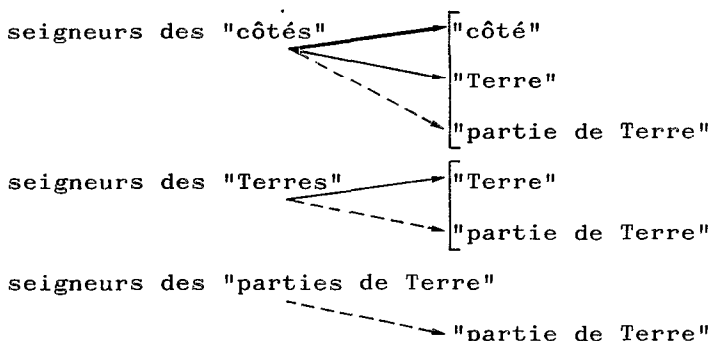 seigneurs des "côtés" "côté"
"Terre"
"partie de Terre"
seigneurs des "Terres" "Terre"
"partie de Terre"
seigneurs des "parties de Terre"
"partie de Terre"